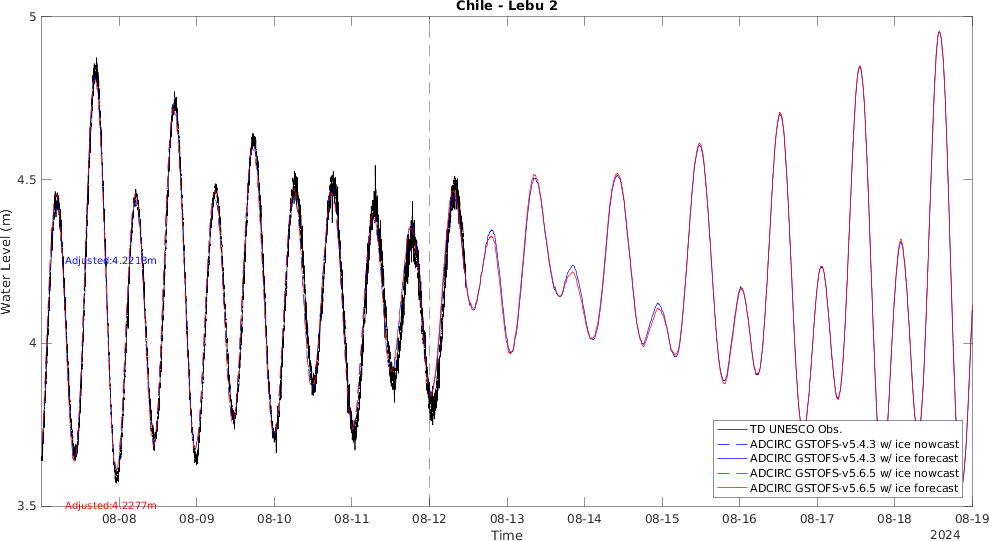 Chile - Lebu 2
5
4.5
4
3.5
Water Level (m)
Adjusted:4.2218m
Adjusted:4.2277m
TD UNESCO Obs.
ADCIRC GSTOFS-v5.4.3 w/ ice nowcast
ADCIRC GSTOFS-v5.4.3 w/ ice forecast
ADCIRC GSTOFS-v5.6.5 w/ ice nowcast
ADCIRC GSTOFS-v5.6.5 w/ ice forecast
08-08 08-09 08-10 08-11 08-12 08-13 08-14 08-15 08-16 08-17 08-18 08-19
Time
2024